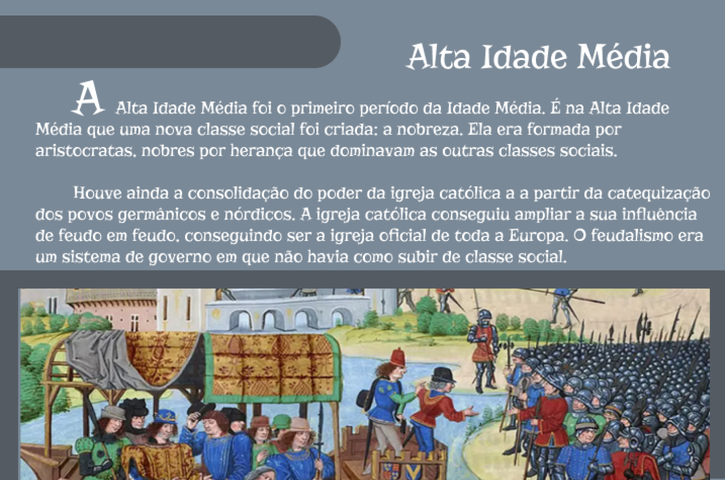 Alta Idade Média
A Alta Idade Média foi o primeiro período da Idade Média. É na Alta Idade
Média que uma nova classe social foi criada: a nobreza. Ela era formada por
aristocratas, nobres por herança que dominavam as outras classes sociais.
Houve ainda a consolidação do poder da igreja católica a a partir da catequização
dos povos germânicos e nórdicos. A igreja católica conseguiu ampliar a sua influência
de feudo em feudo, conseguindo ser a igreja oficial de toda a Europa. O feudalismo era
um sistema de governo em que não havia como subir de classe social.